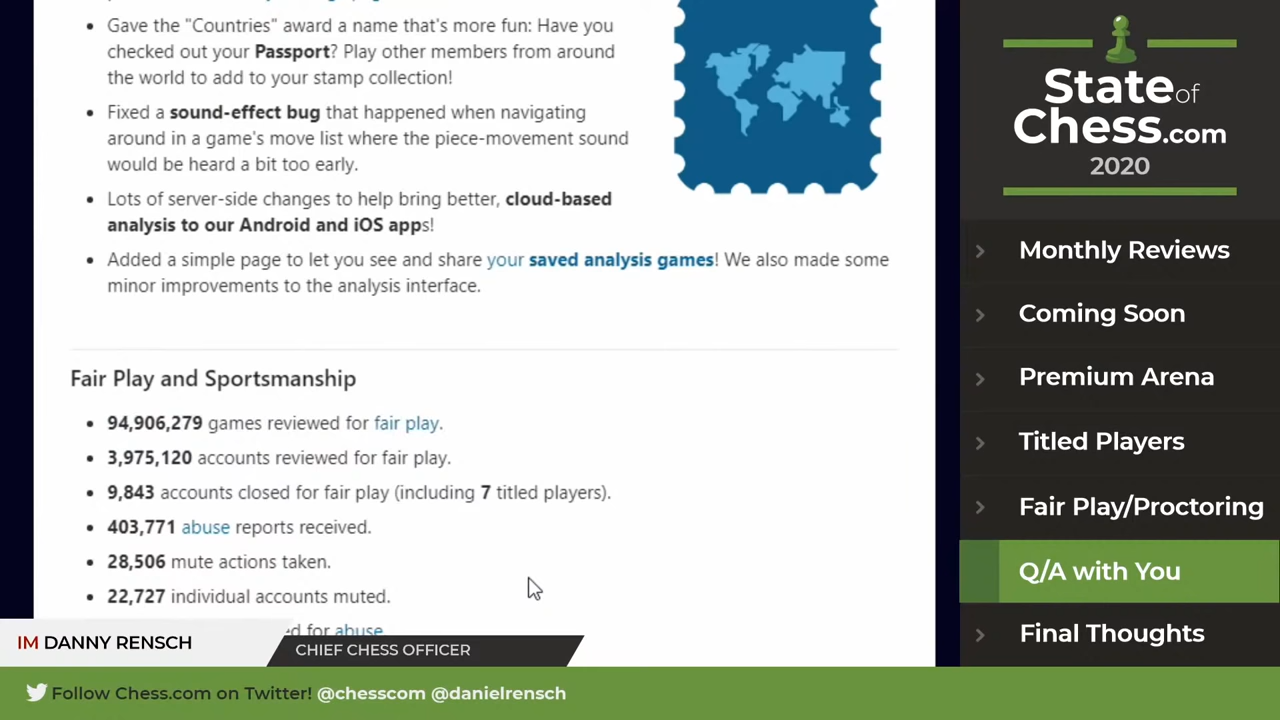 • Gave the "Countries" award a name that's more fun: Have you
checked out your Passport? Play other members from around
the world to add to your stamp collection!
• Fixed a sound-effect bug that happened when navigating
around in a game's move list where the piece-movement sound
would be heard a bit too early.
• Lots of server-side changes to help bring better, cloud-based
analysis to our Android and iOS apps!
• Added a simple page to let you see and share your saved analysis games! We also made some
minor improvements to the analysis interface.
Fair Play and Sportsmanship
• 94,906,279 games reviewed for fair play.
• 3,975,120 accounts reviewed for fair play.
• 9,843 accounts closed for fair play (including 7 titled players).
• 403,771 abuse reports received.
• 28,506 mute actions taken.
• 22,727 individual accounts muted.
for abuse
IM DANNY RENSCH
CHIEF CHESS OFFICER
Follow Chess.com on Twitter! @chesscom @danielrensch
State of
Chess.com
2020
Monthly Reviews
Coming Soon
Premium Arena
Titled Players
Fair Play/Proctoring
Q/A with You
Final Thoughts